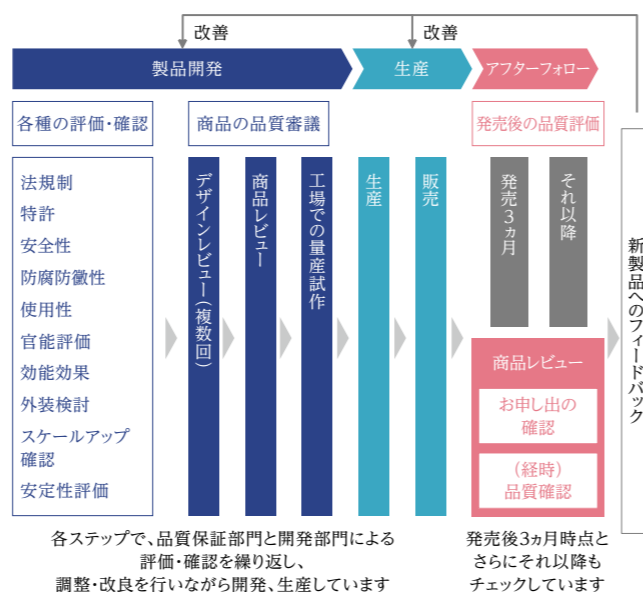 改善
改善
製品開発
生産
アフターフォロー
各種の評価・確認
商品の品質審議
発売後の品質評価
法規制
特許
安全性
防腐防黴性
使用性
官能評価
効能効果
外装検討
スケールアップ
確認
安定性評価
デザインレビュー(複数回)
商品レビュー
工場での量産試作
生産
販売
発売3ヵ月
それ以降
商品レビュー
お申し出の
確認
(経時)
品質確認
新製品へのフィードバック
各ステップで、品質保証部門と開発部門による
評価・確認を繰り返し、
調整・改良を行いながら開発、生産しています
発売後3ヵ月時点と
さらにそれ以降も
チェックしています